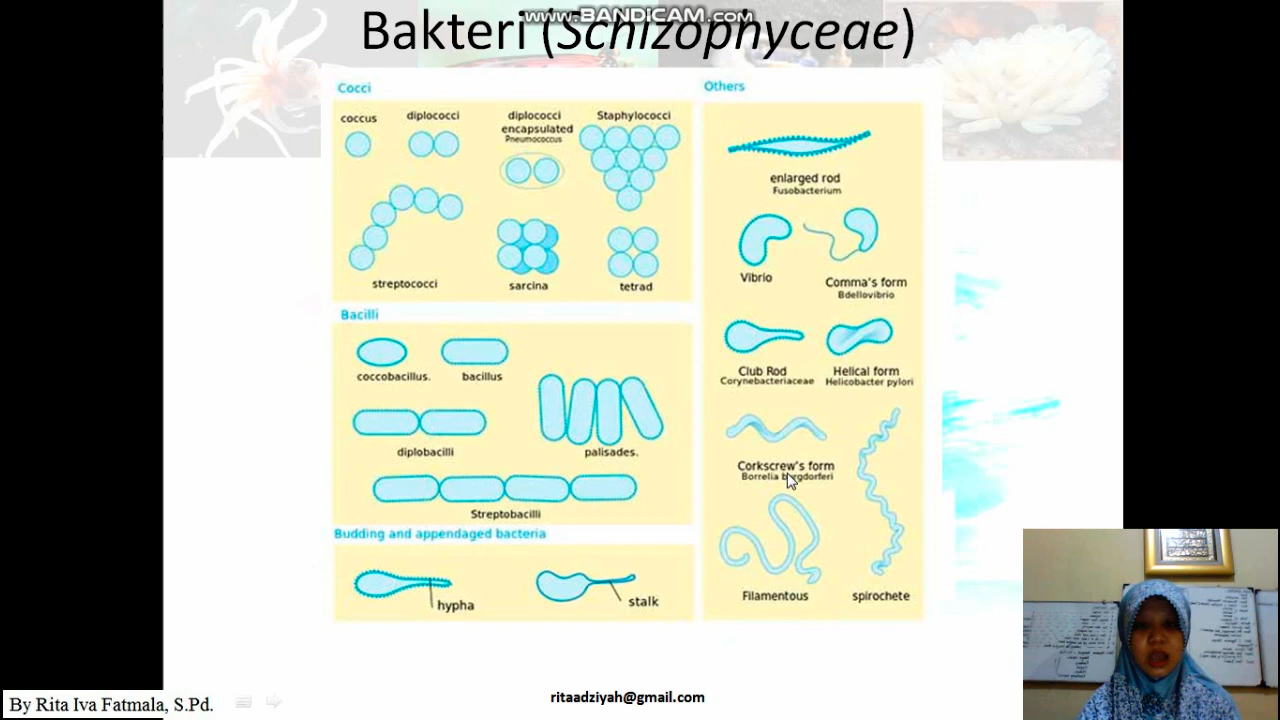 www.BANDICAM.com
Bakteri (Schizophyceae)
Cocci
coccus
diplococci
diplococci
encapsulated
Pneumococcus
Staphylococci
streptococci
sarcina
tetrad
Bacilli
coccobacillus.
bacillus
diplobacilli
palisades.
Streptobacilli
Budding and appendaged bacteria
hypha
stalk
Others
enlarged rod
Fusobacterium
Vibrio
Comma's form
Bdellovibrio
Club Rod
Corynebacteriaceae
Helical form
Helicobacter pylori
Corkscrew's form
Borrelia burgdorferi
Filamentous
spirochete
By Rita Iva Fatmala, S.Pd.
ritaadziyah@gmail.com